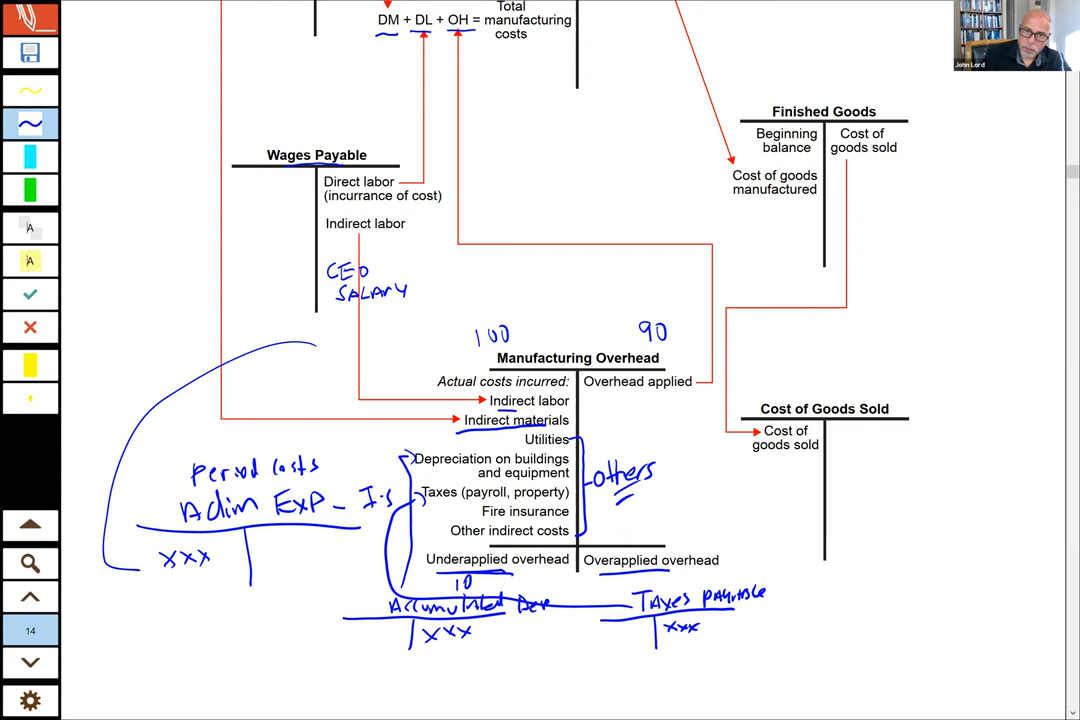 John Lord
Total
DM + DL + OH = manufacturing
costs
Finished Goods
Beginning
balance
Cost of
goods sold
Cost of goods
manufactured
Wages Payable
Direct labor
(incurrance of cost)
Indirect labor
CEO
SALARY
100
90
Manufacturing Overhead
Actual costs incurred:
Overhead applied
Indirect labor
Indirect materials
Utilities
Depreciation on buildings
and equipment
Taxes (payroll, property)
Fire insurance
Other indirect costs
others
Underapplied overhead
Overapplied overhead
10
Cost of Goods Sold
Cost of
goods sold
Period Costs
Adim EXP - I.S
XXX
Accumulated Dep
XXX
Taxes payable
XXX
A
A
14